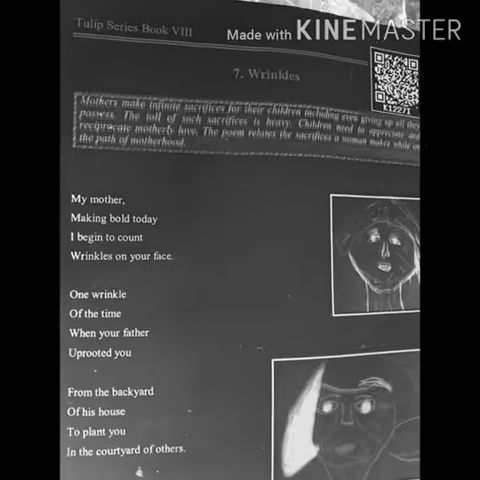 Tulip Series Book VIII
Made with KINEMASTER
7. Wrinkles
K12271
Mothers make infinite sacrifices for their children including even giving up all they
possess. The toll of such sacrifices is heavy. Children need to appreciate and
reciprocate motherly love. The poem relates the sacrifices a woman makes while on
the path of motherhood.
My mother,
Making bold today
I begin to count
Wrinkles on your face.
One wrinkle
Of the time
When your father
Uprooted you
From the backyard
Of his house
To plant you
In the courtyard of others.